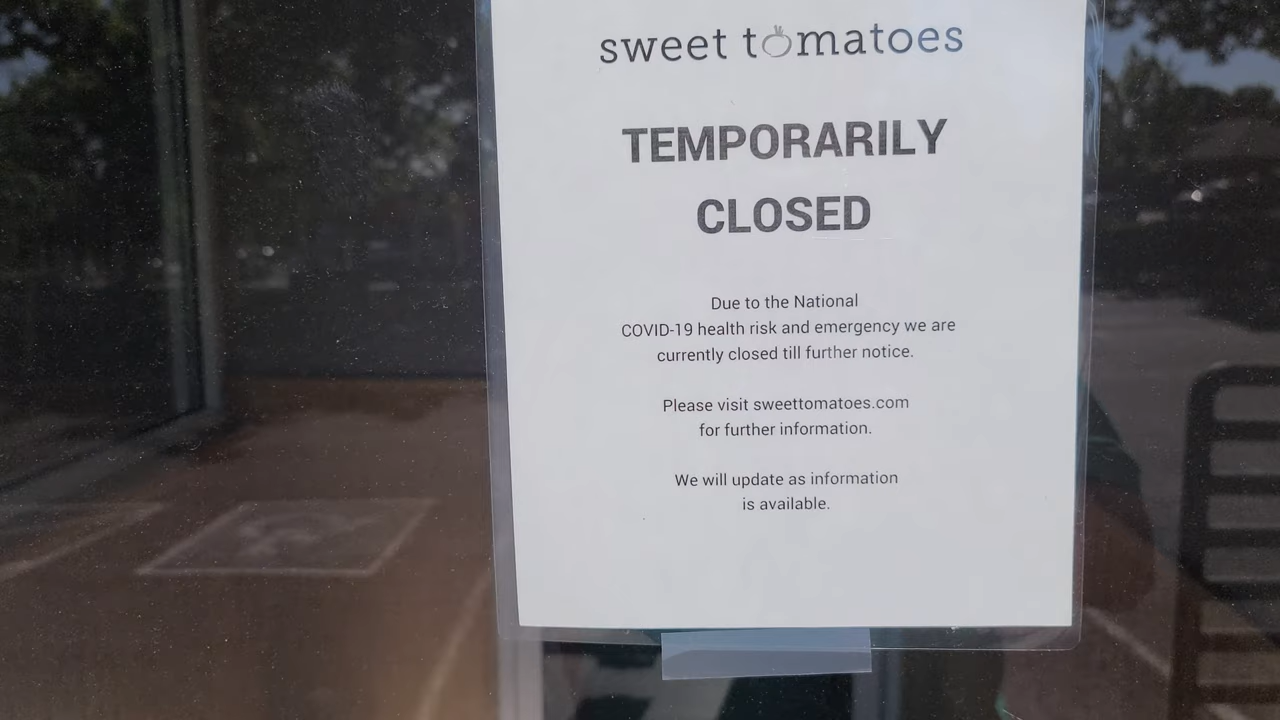 sweet tomatoes
TEMPORARILY
CLOSED
Due to the National
COVID-19 health risk and emergency we are
currently closed till further notice.
Please visit sweettomatoes.com
for further information.
We will update as information
is available.